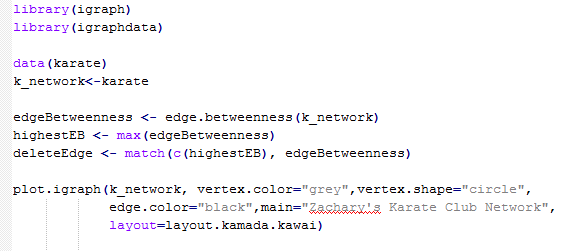 library(igraph)
library(igraphdata)
data(karate)
k_network<-karate
edgeBetweenness <- edge.betweenness(k_network)
highestEB <- max(edgeBetweenness)
deleteEdge <- match(c(highestEB), edgeBetweenness)
plot.igraph(k_network, vertex.color="grey",vertex.shape="circle",
edge.color="black",main="Zachary's Karate Club Network",
layout=layout.kamada.kawai)